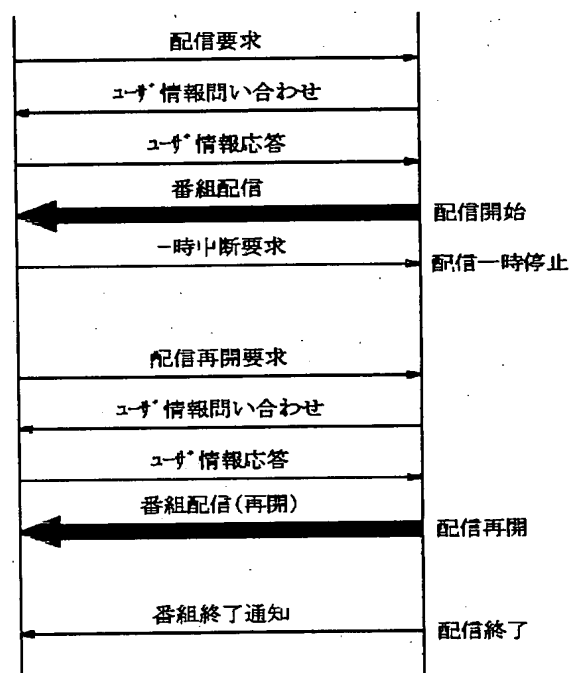 配信要求
ユーザ情報問い合わせ
ユーザ情報応答
番組配信
配信開始
一時中断要求
配信一時停止
配信再開要求
ユーザ情報問い合わせ
ユーザ情報応答
番組配信(再開)
配信再開
番組終了通知
配信終了